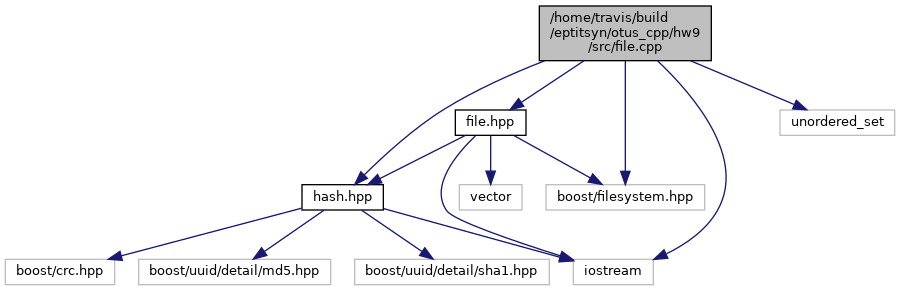 /home/travis/build
/eptitsyn/otus_cpp/hw9
/src/file.cpp
file.hpp
unordered_set
hash.hpp
vector
boost/filesystem.hpp
boost/crc.hpp
boost/uuid/detail/md5.hpp
boost/uuid/detail/sha1.hpp
iostream